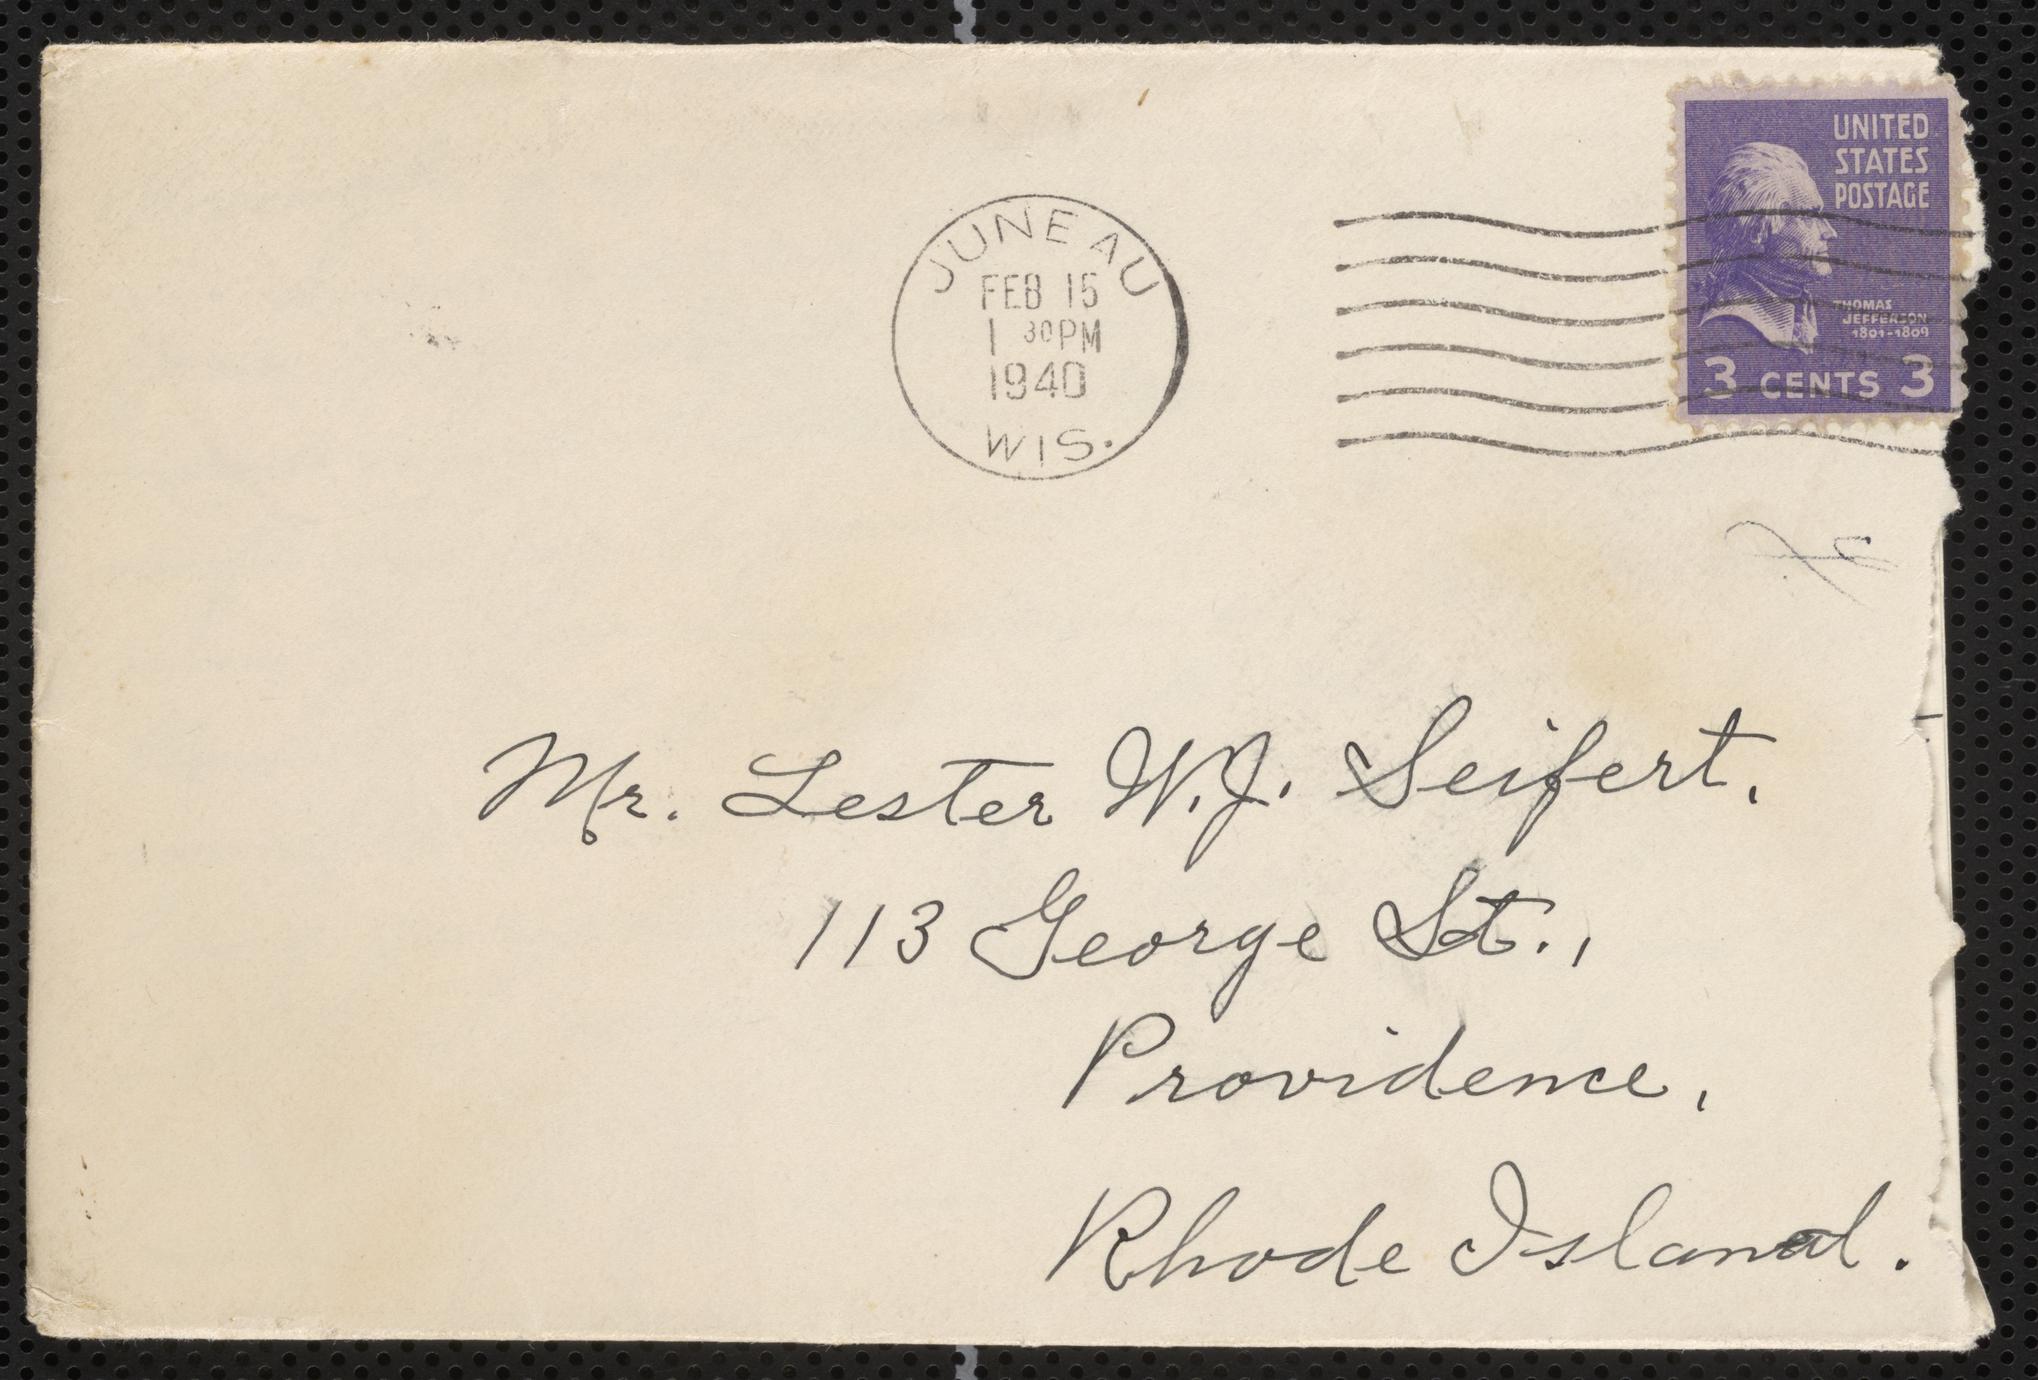 JUNEAU
FEB 15
1 30 PM
1940
WIS.
UNITED
STATES
POSTAGE
THOMAS
JEFFERSON
1801-1809
3 CENTS 3
Mr. Lester W.J. Seifert,
113 George St.,
Providence,
Rhode Island.